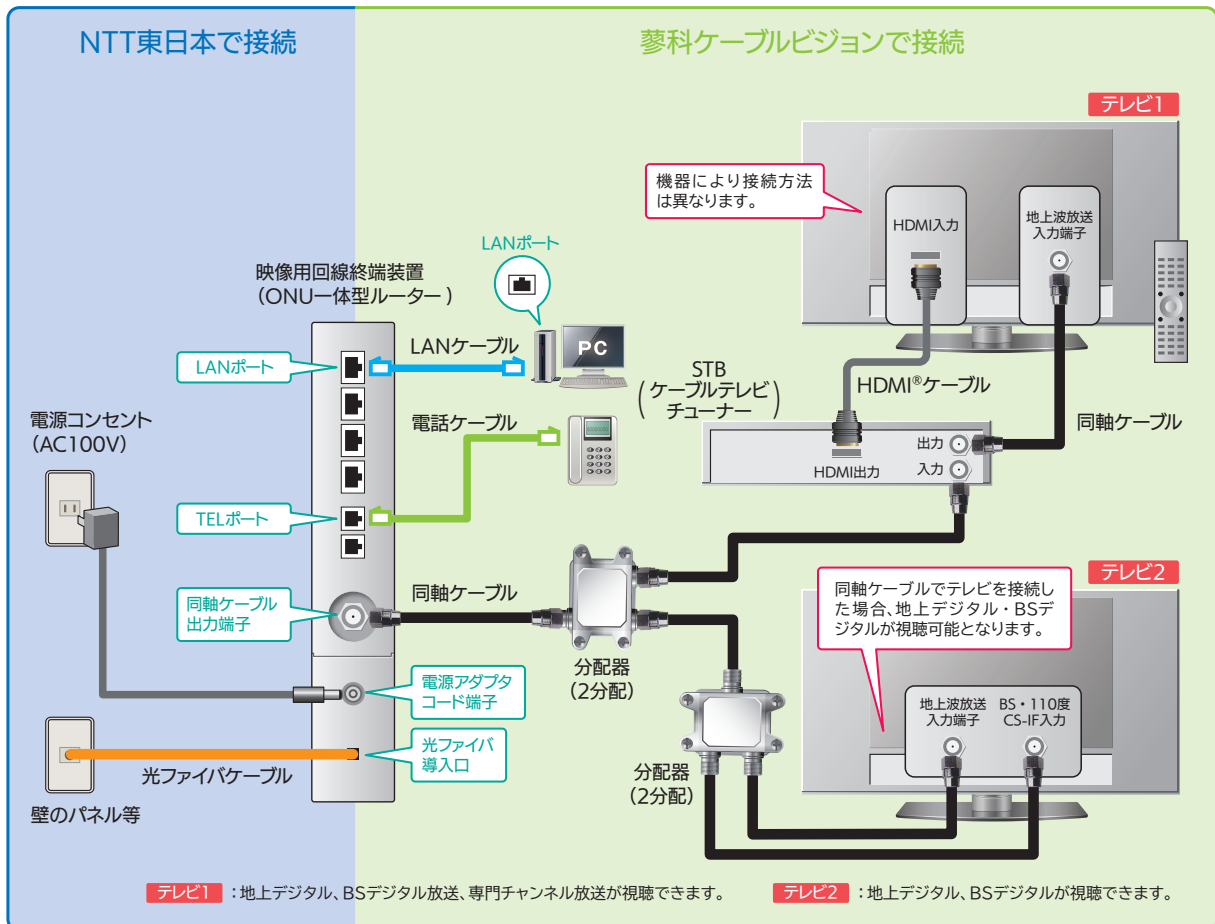 NTT東日本で接続
蓼科ケーブルビジョンで接続
テレビ1
機器により接続方法
は異なります。
HDMI入力
地上波放送
入力端子
LANポート
映像用回線終端装置
（ONU一体型ルーター）
LANポート
LANケーブル
PC
STB
（ケーブルテレビ
チューナー）
HDMI®ケーブル
同軸ケーブル
電源コンセント
（AC100V）
電話ケーブル
出力
入力
HDMI出力
TELポート
テレビ2
同軸ケーブルでテレビを接続し
た場合、地上デジタル・BSデ
ジタルが視聴可能となります。
同軸ケーブル
出力端子
同軸ケーブル
分配器
（2分配）
電源アダプタ
コード端子
地上波放送
入力端子
BS・110度
CS-IF入力
光ファイバ
導入口
光ファイバケーブル
分配器
（2分配）
壁のパネル等
テレビ1：地上デジタル、BSデジタル放送、専門チャンネル放送が視聴できます。
テレビ2：地上デジタル、BSデジタルが視聴できます。